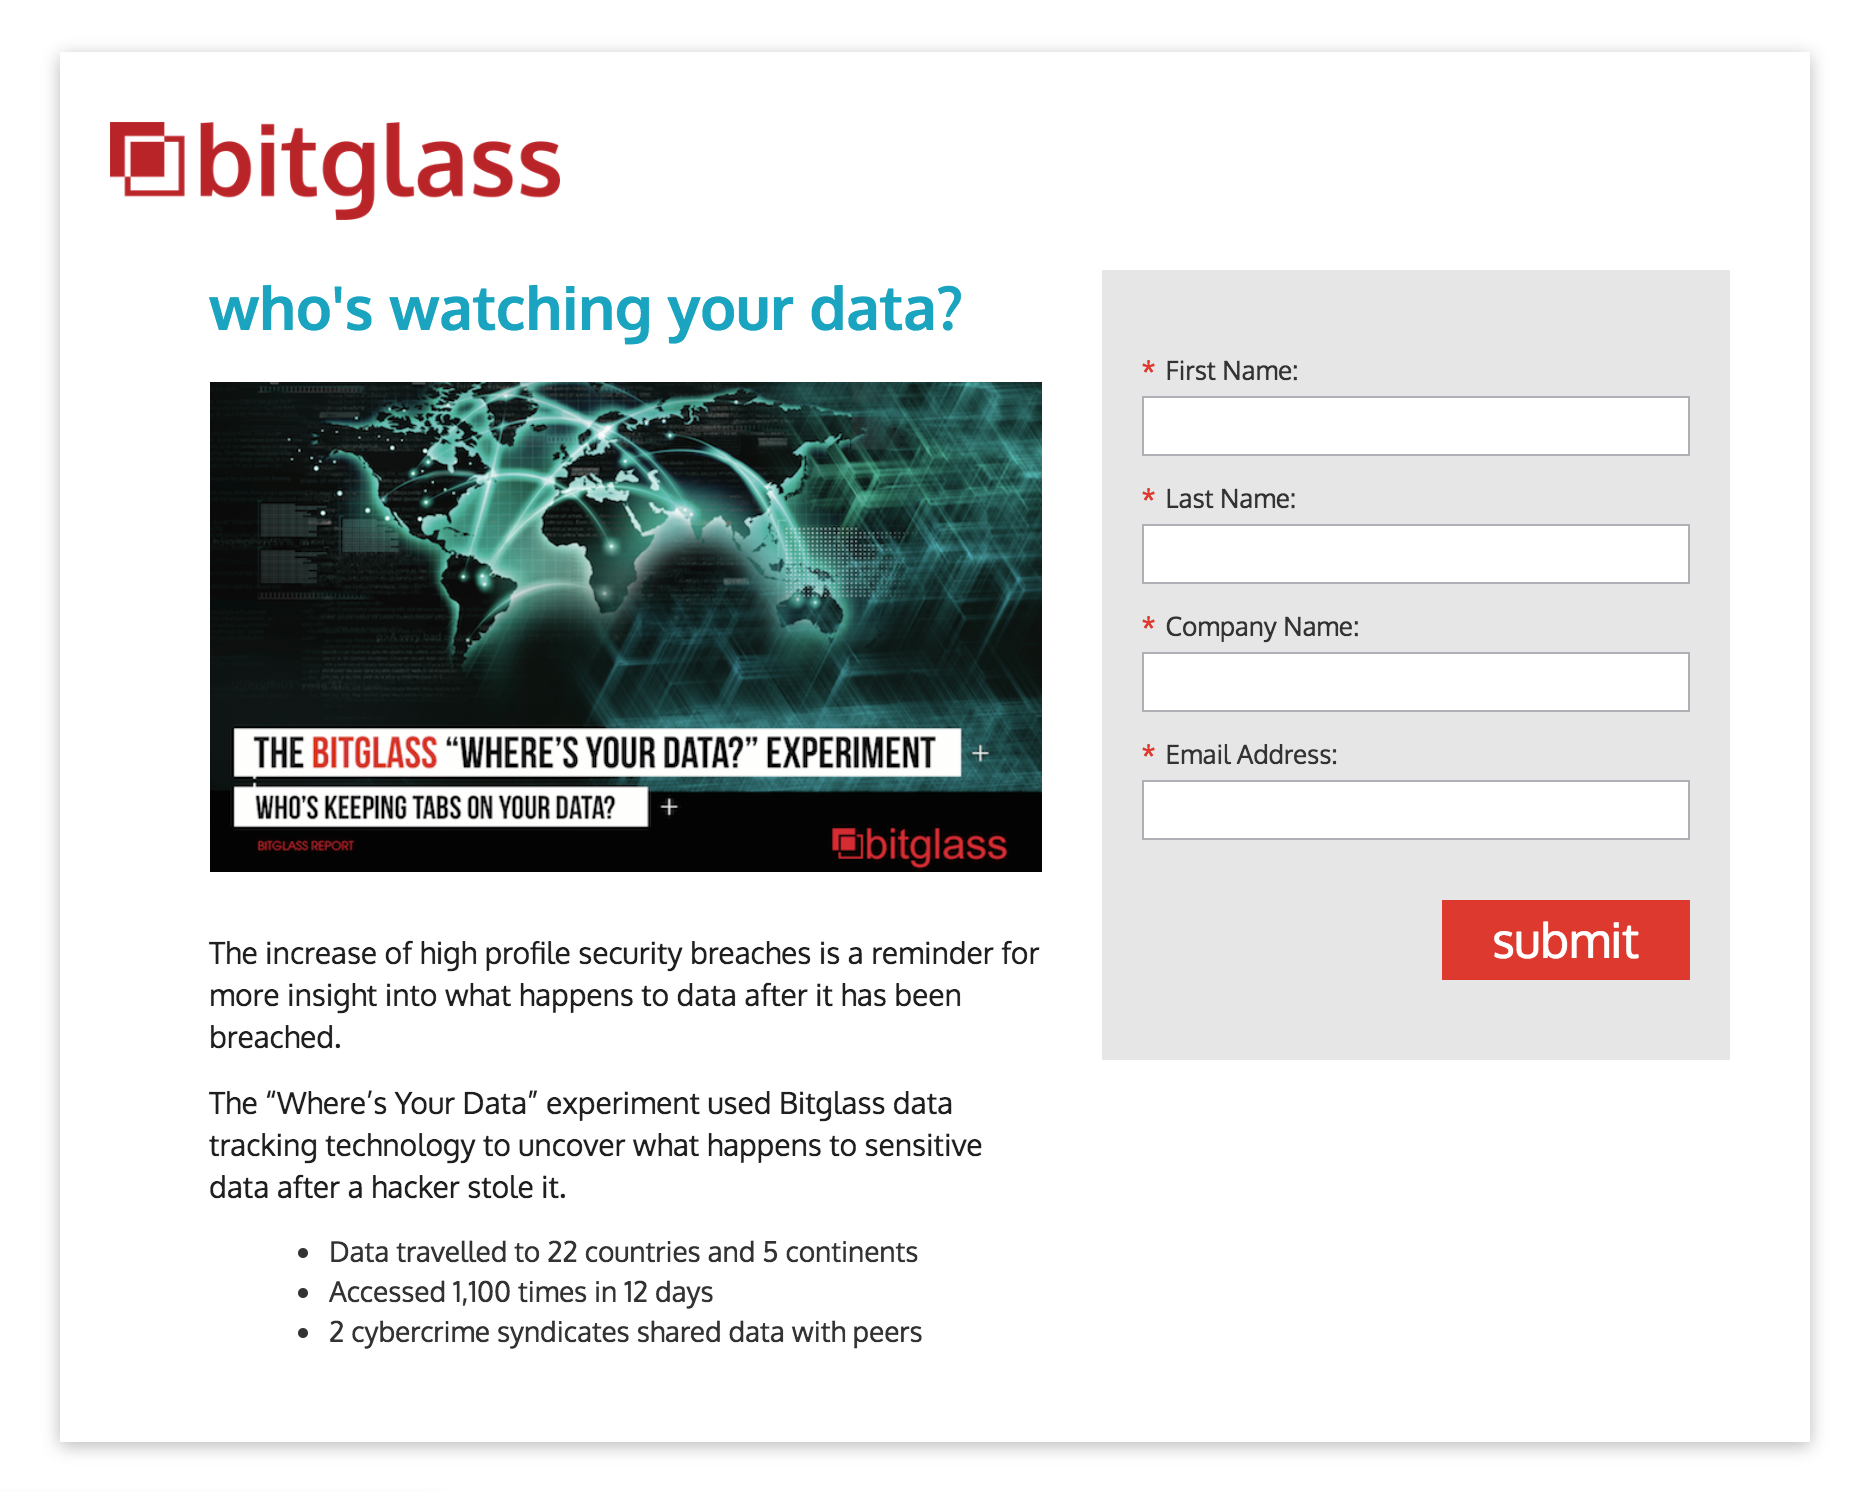 bitglass
who's watching your data?
THE BITGLASS “WHERE’S YOUR DATA?” EXPERIMENT
WHO’S KEEPING TABS ON YOUR DATA?
BITGLASS REPORT
bitglass
The increase of high profile security breaches is a reminder for
more insight into what happens to data after it has been
breached.
The “Where’s Your Data” experiment used Bitglass data
tracking technology to uncover what happens to sensitive
data after a hacker stole it.
• Data travelled to 22 countries and 5 continents
• Accessed 1,100 times in 12 days
• 2 cybercrime syndicates shared data with peers
* First Name:
* Last Name:
* Company Name:
* Email Address:
submit